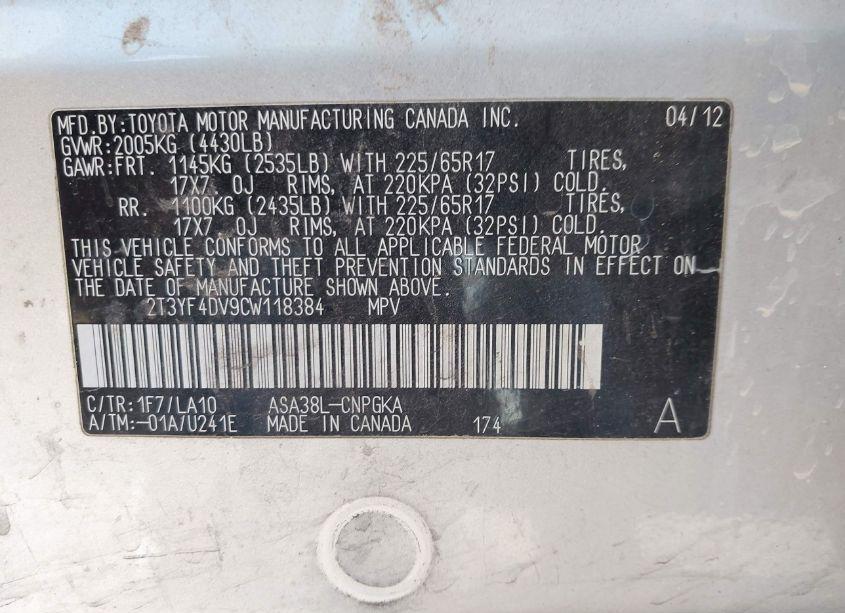 MFD.BY:TOYOTA MOTOR MANUFACTURING CANADA INC. 04/12
GVWR:2005KG (4430LB)
GAWR:FRT. 1145KG (2535LB) WITH 225/65R17 TIRES,
17X7.0J RIMS, AT 220KPA (32PSI) COLD.
RR. 1100KG (2435LB) WITH 225/65R17 TIRES,
17X7 0J RIMS, AT 220KPA (32PSI) COLD.
THIS VEHICLE CONFORMS TO ALL APPLICABLE FEDERAL MOTOR
VEHICLE SAFETY AND THEFT PREVENTION STANDARDS IN EFFECT ON
THE DATE OF MANUFACTURE SHOWN ABOVE.
2T3YF4DV9CW118384 MPV
C/TR:1F7/LA10 ASA38L-CNPGKA
A/TM:-01A/U241E MADE IN CANADA 174 A